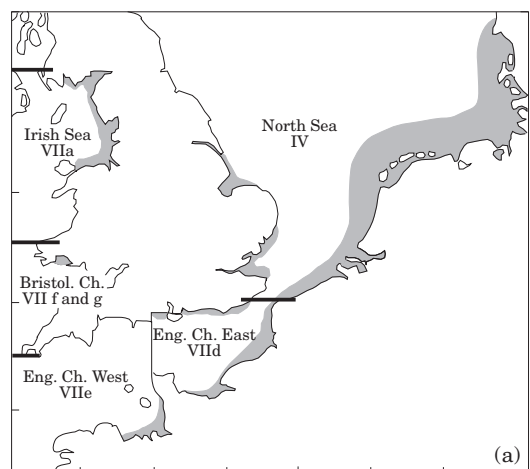 North Sea
IV
Irish Sea
VIIa
Bristol. Ch.
VII f and g
Eng. Ch. East
VIId
Eng. Ch. West
VIIe
(a)